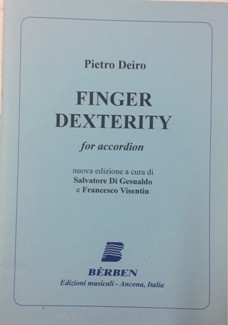 Pietro Deiro
FINGER
DEXTERITY
for accordion
nuova edizione a cura di
Salvatore Di Gesualdo
e Francesco Visentin
BÈRBEN
Edizioni musicali - Ancona, Italia